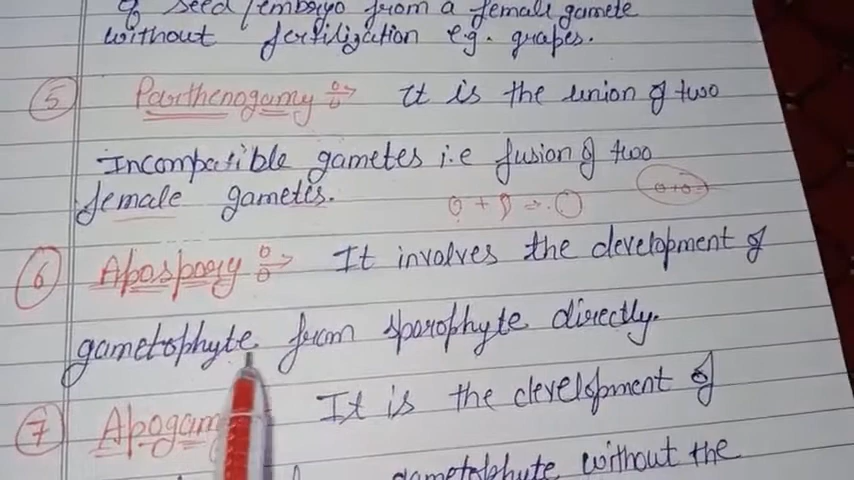 of seed / embryo from a female gamete
without fertilization e.g. grapes.
5 Parthenogamy :-> It is the union of two
Incompatible gametes i.e fusion of two
female gametes.
6 Apospory :-> It involves the development of
gametophyte from sporophyte directly.
7 Apogam It is the development of
gametophyte without the